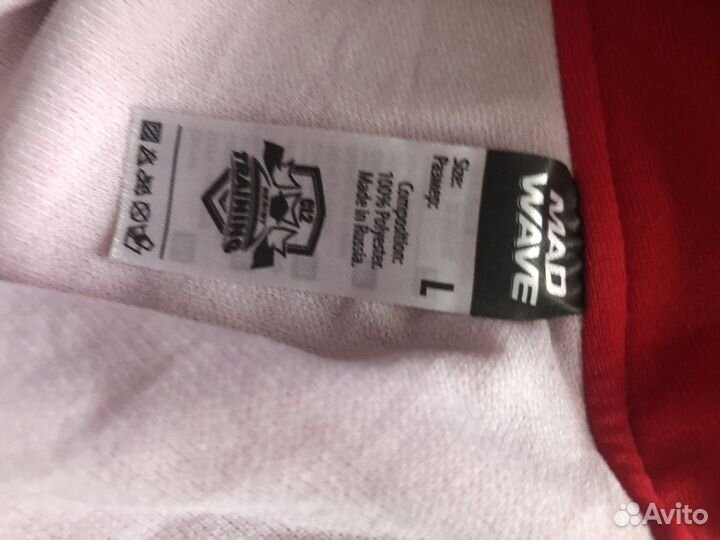 MAD
WAVE
Size:
Размер:
L
Composition:
100% Polyester.
Made in Russia.
TRAINING
Avito